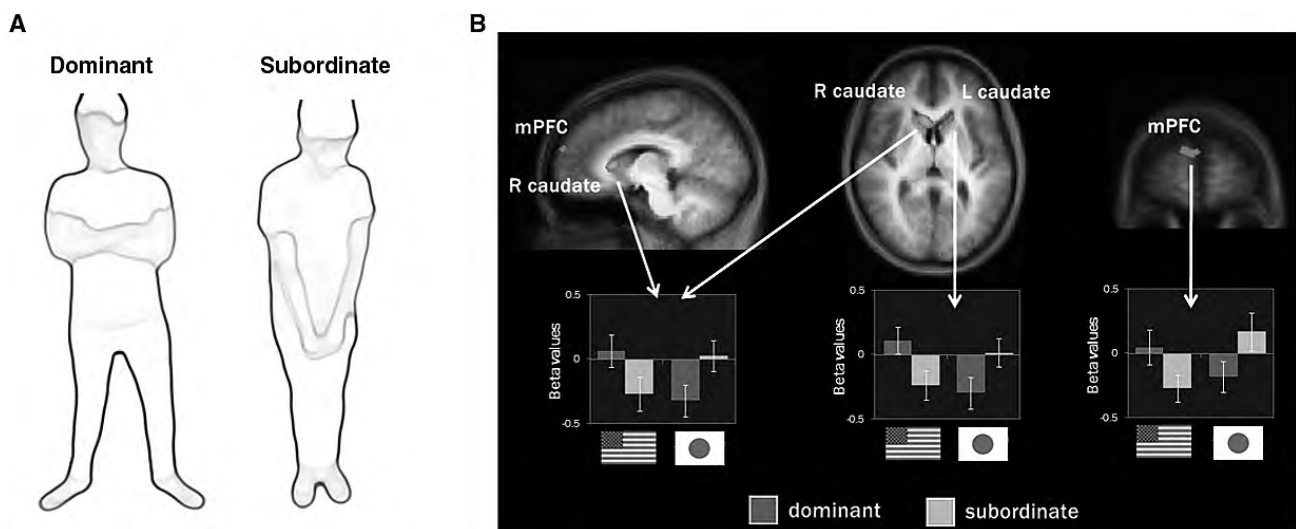 A
Dominant
Subordinate
B
mPFC
R caudate
R caudate
L caudate
mPFC
0.5
0
-0.5
Beta values
0.5
0
-0.5
Beta values
0.5
0
-0.5
Beta values
dominant
subordinate